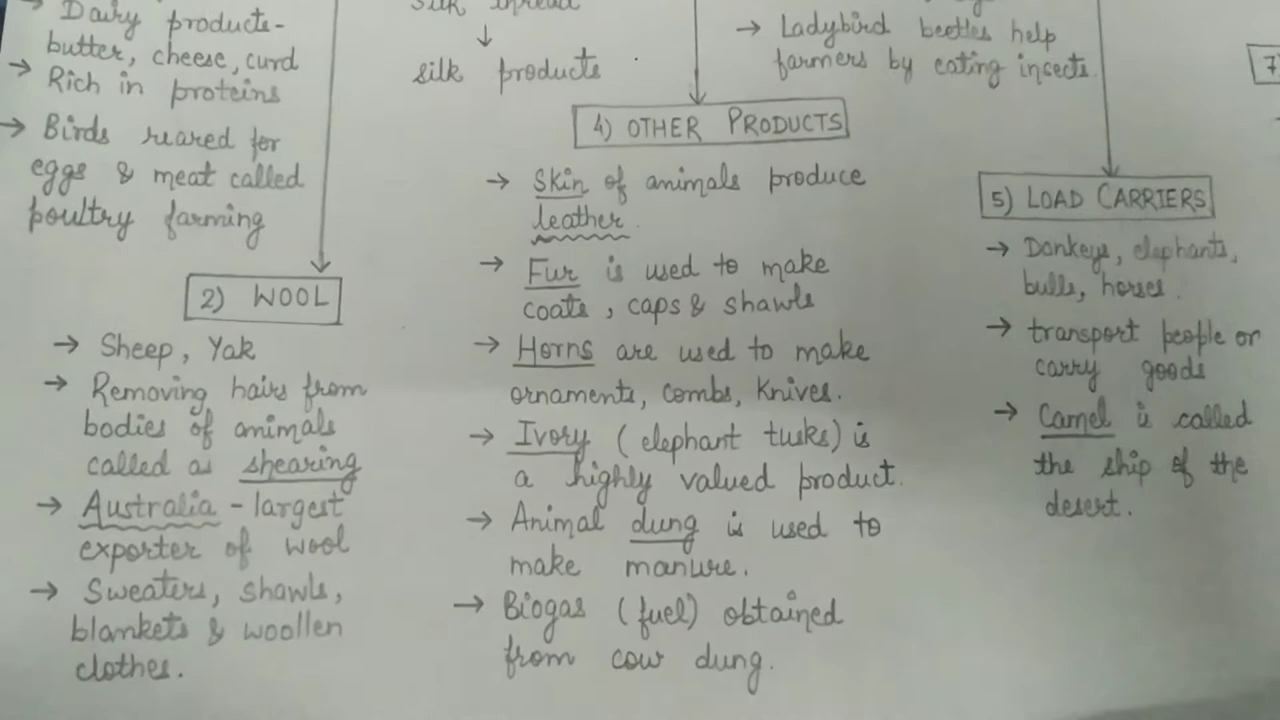 → Dairy products-
butter, cheese, curd
→ Rich in proteins
→ Birds reared for
eggs & meat called
poultry farming
2) WOOL
→ Sheep, Yak
→ Removing hairs from
bodies of animals
called as shearing
→ Australia - largest
exporter of wool
→ Sweaters, shawls,
blankets & woollen
clothes.
silk thread
↓
silk products
4) OTHER PRODUCTS
→ Skin of animals produce
leather
→ Fur is used to make
coats, caps & shawls
→ Horns are used to make
ornaments, combs, knives.
→ Ivory (elephant tusks) is
a highly valued product.
→ Animal dung is used to
make manure.
→ Biogas (fuel) obtained
from cow dung.
→ Ladybird beetles help
farmers by eating insects.
5) LOAD CARRIERS
→ Donkeys, elephants,
bulls, horses.
→ transport people or
carry goods
→ Camel is called
the ship of the
desert.
7